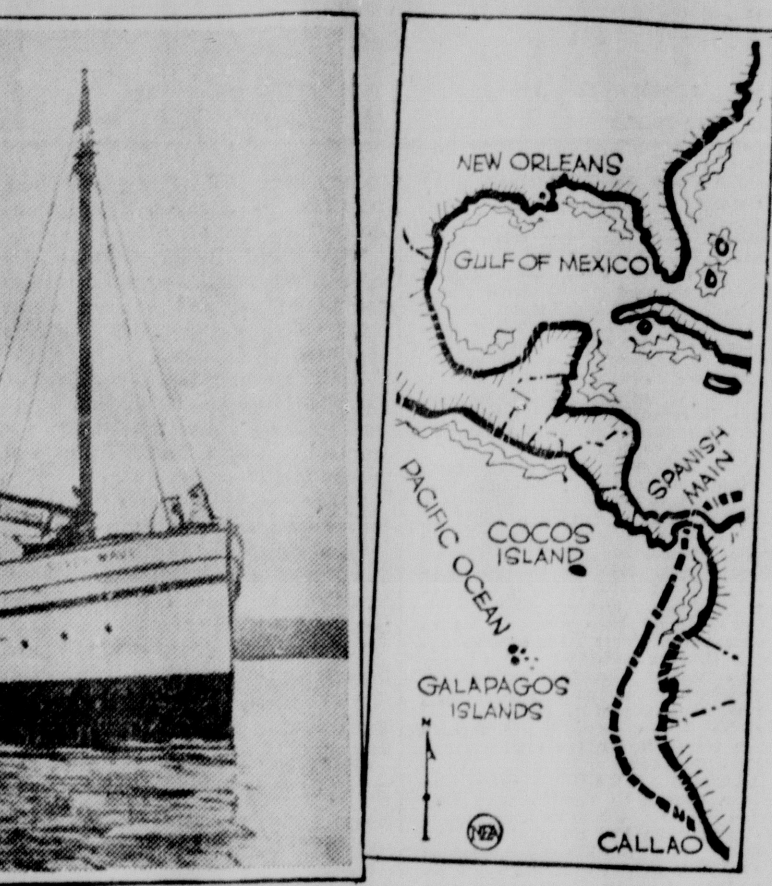 NEW ORLEANS
GULF OF MEXICO
SPANISH
MAIN
PACIFIC OCEAN
COCOS
ISLAND
GALAPAGOS
ISLANDS
N
NEA
CALLAO